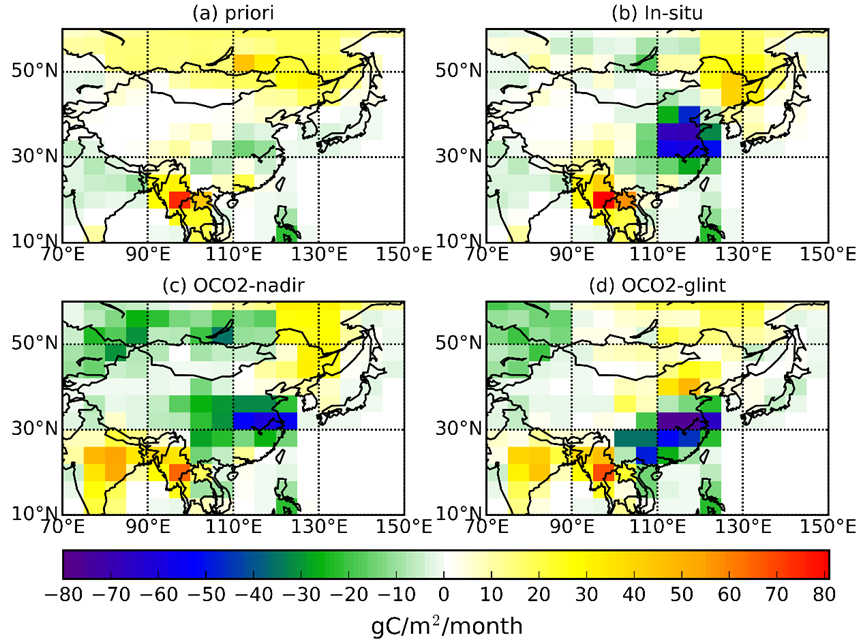 (a) priori (b) In-situ
50°N 50°N
30°N 30°N
10°N 10°N
70°E 90°E 110°E 130°E 150°E 70°E 90°E 110°E 130°E 150°E
(c) OCO2-nadir (d) OCO2-glint
50°N 50°N
30°N 30°N
10°N 10°N
70°E 90°E 110°E 130°E 150°E 70°E 90°E 110°E 130°E 150°E
−80 −70 −60 −50 −40 −30 −20 −10 0 10 20 30 40 50 60 70 80
gC/m²/month